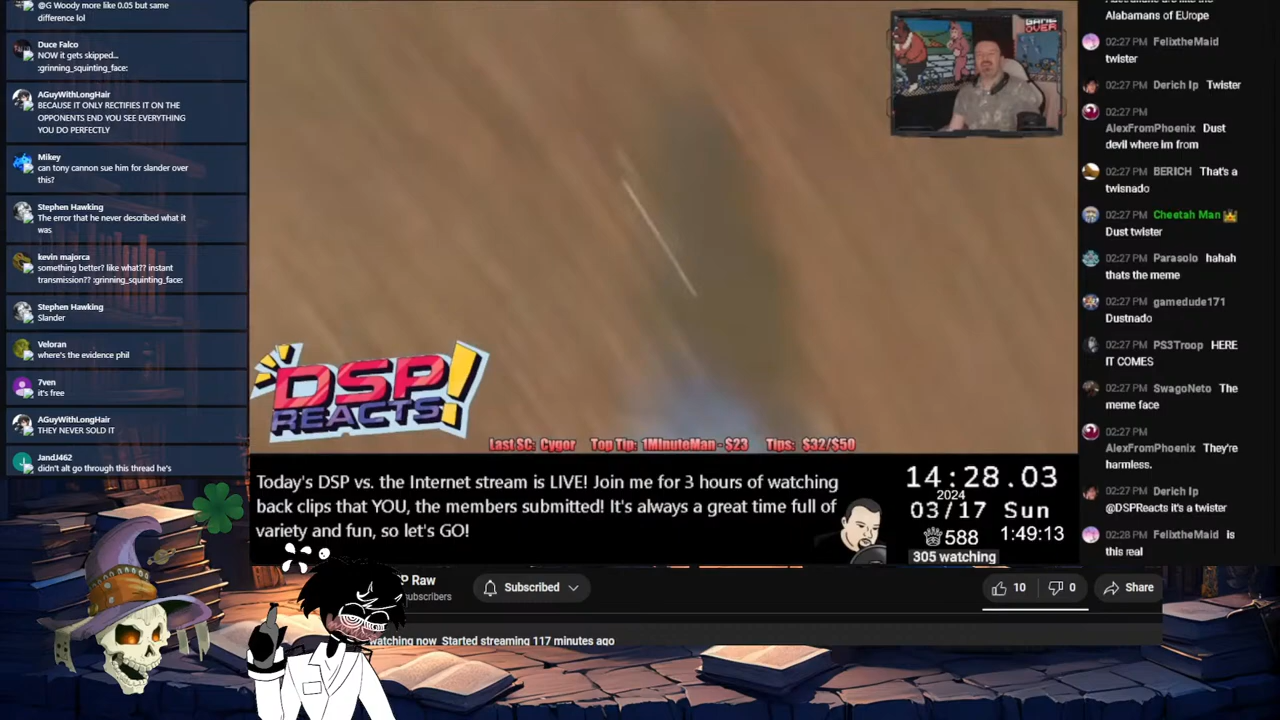 @G Woody more like 0.05 but same
difference lol
Duce Falco
NOW it gets skipped...
:grinning_squinting_face:
AGuyWithLongHair
BECAUSE IT ONLY RECTIFIES IT ON THE
OPPONENTS END YOU SEE EVERYTHING
YOU DO PERFECTLY
Mikey
can tony cannon sue him for slander over
this?
Stephen Hawking
The error that he never described what it
was
kevin majorca
something better? like what?? instant
transmission?? :grinning_squinting_face:
Stephen Hawking
Slander
Veloran
where's the evidence phil
7ven
it's free
AGuyWithLongHair
THEY NEVER SOLD IT
JandJ462
didn't alt go through this thread he's
GAME
OVER
DSP
REACTS!
Last SC: Cygor Top Tip: 1MinuteMan - $23 Tips: $32/$50
Today's DSP vs. the Internet stream is LIVE! Join me for 3 hours of watching
back clips that YOU, the members submitted! It's always a great time full of
variety and fun, so let's GO!
14:28.03
2024
03/17 Sun
588 1:49:13
305 watching
P Raw
ubscribers
Subscribed
10
0
Share
watching now Started streaming 117 minutes ago
Alabamans of EUrope
02:27 PM FelixtheMaid
twister
02:27 PM Derich Ip Twister
02:27 PM
AlexFromPhoenix Dust
devil where im from
02:27 PM BERICH That's a
twisnado
02:27 PM Cheetah Man
Dust twister
02:27 PM Parasolo hahah
thats the meme
02:27 PM gamedude171
Dustnado
02:27 PM PS3Troop HERE
IT COMES
02:27 PM SwagoNeto The
meme face
02:27 PM
AlexFromPhoenix They're
harmless.
02:27 PM Derich Ip
@DSPReacts it's a twister
02:28 PM FelixtheMaid is
this real